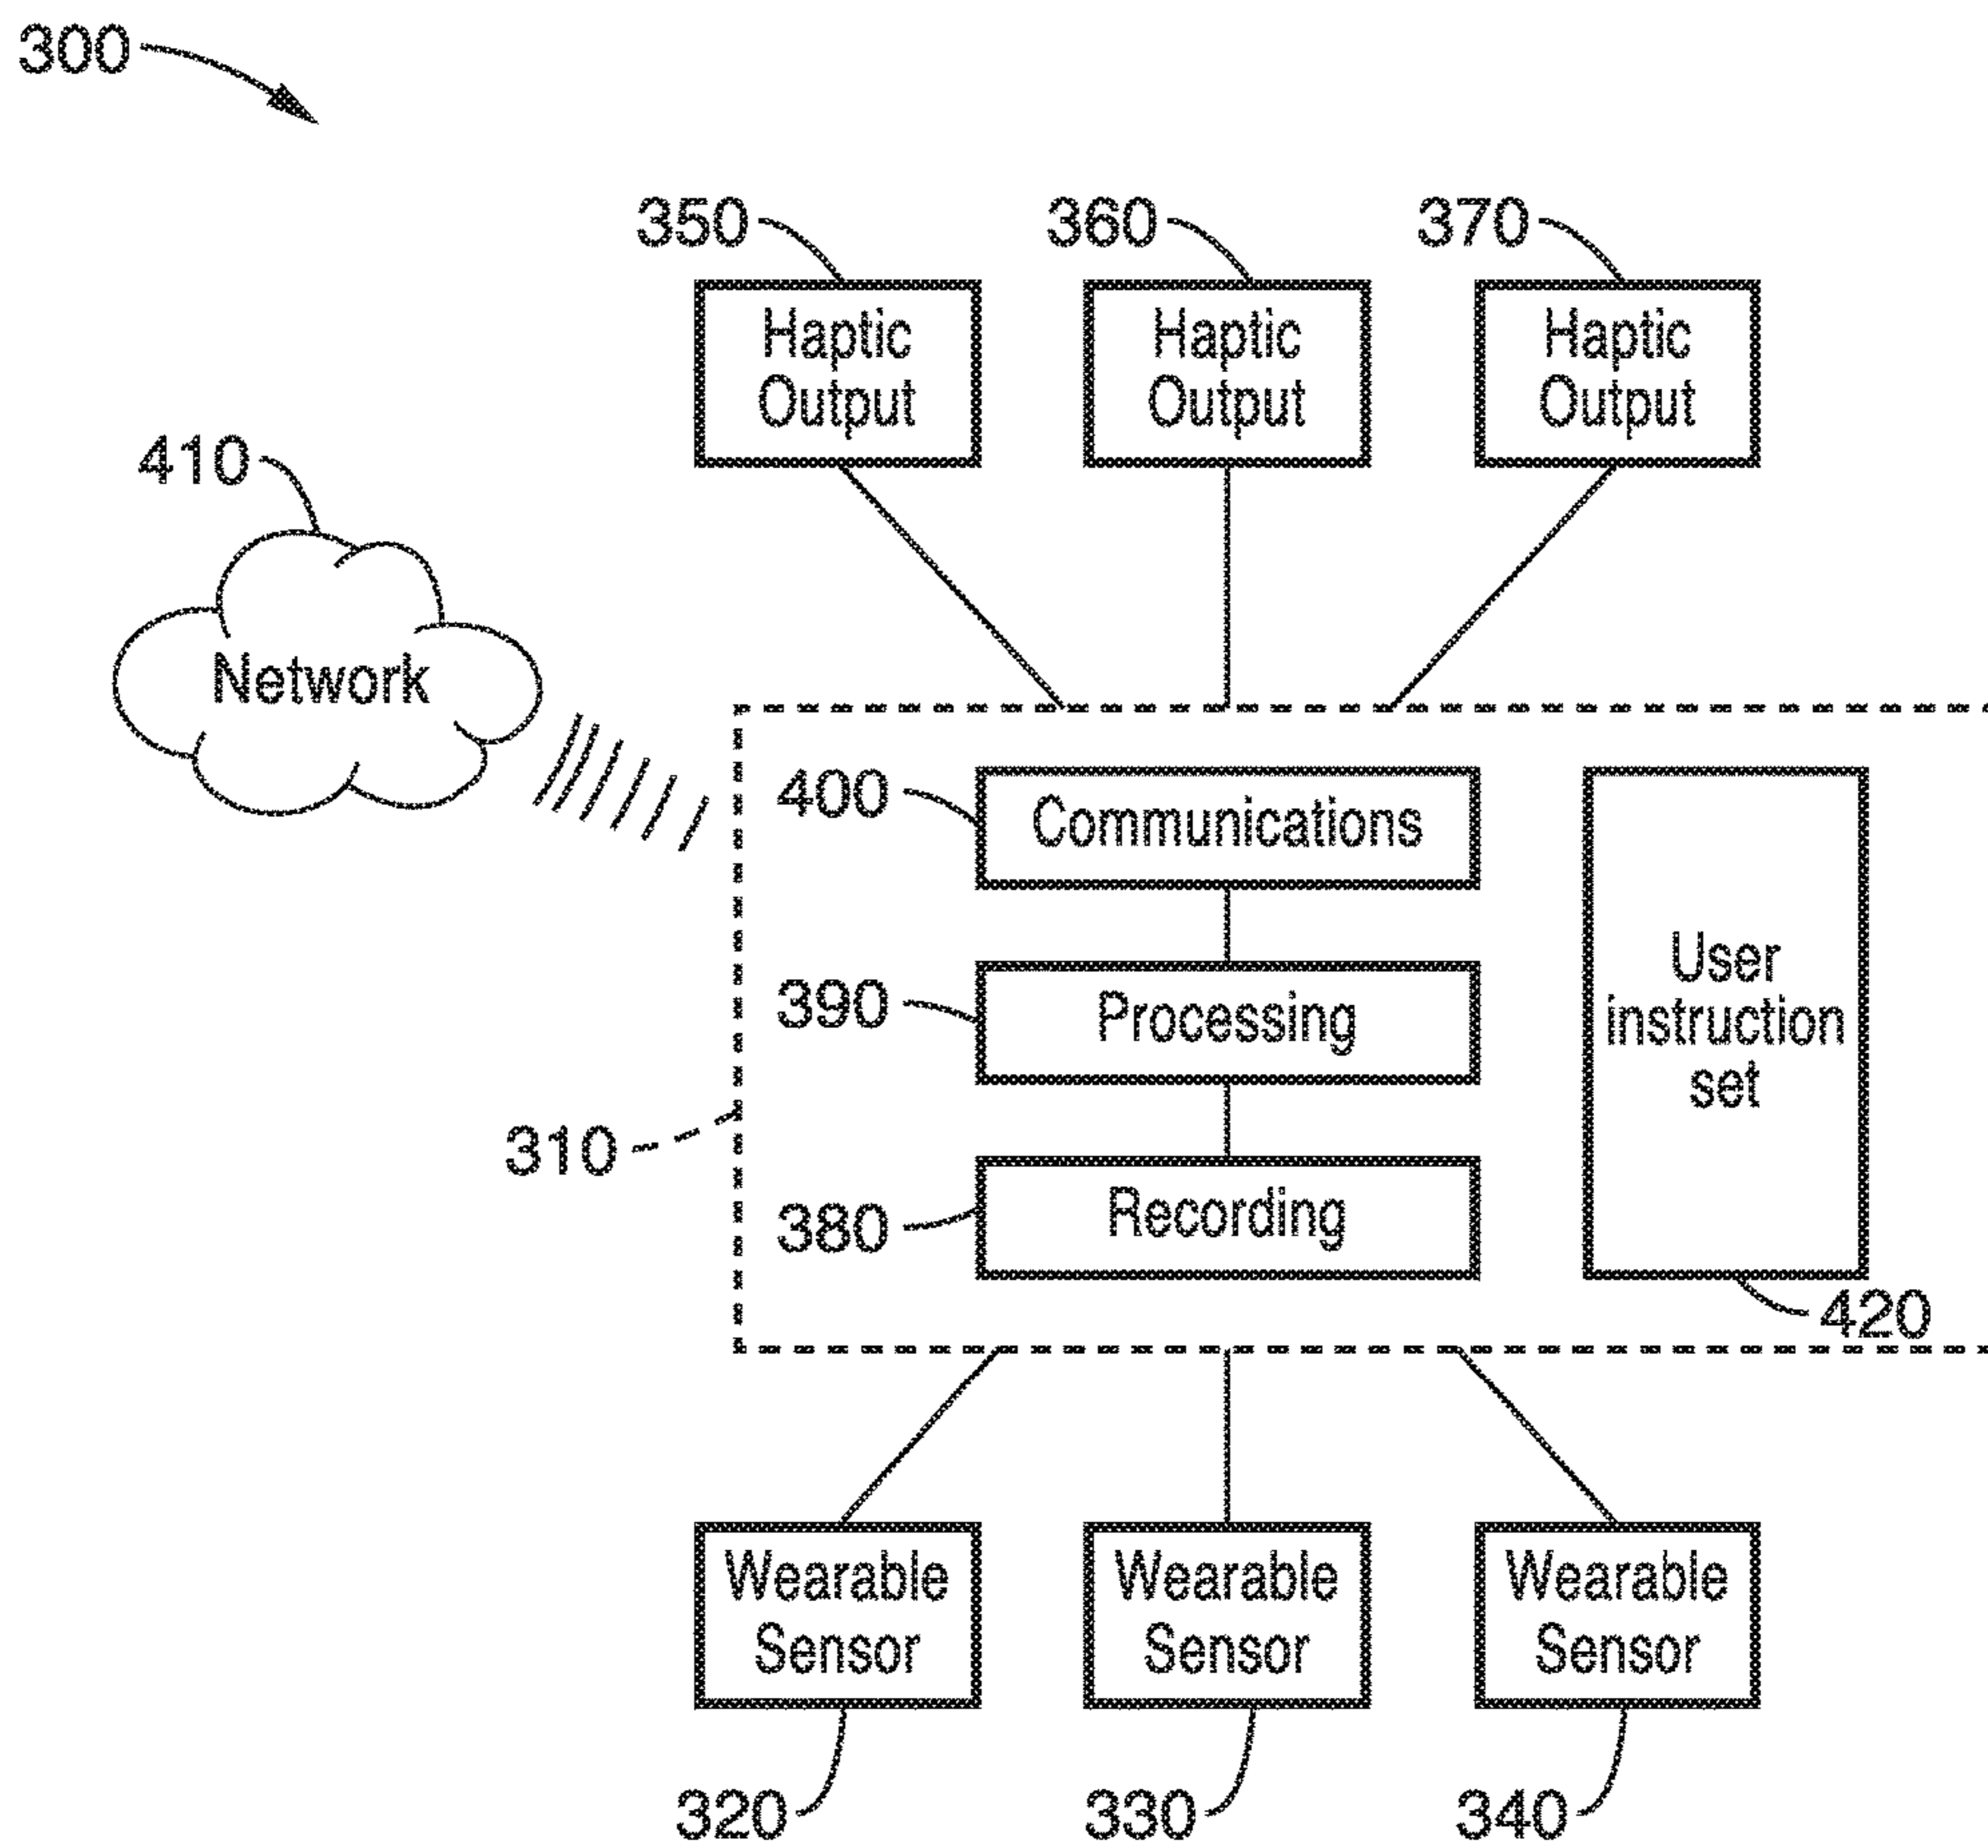 300
350
360
370
Haptic
Output
Haptic
Output
Haptic
Output
410
Network
400
Communications
390
Processing
310
380
Recording
User
instruction
set
420
Wearable
Sensor
Wearable
Sensor
Wearable
Sensor
320
330
340